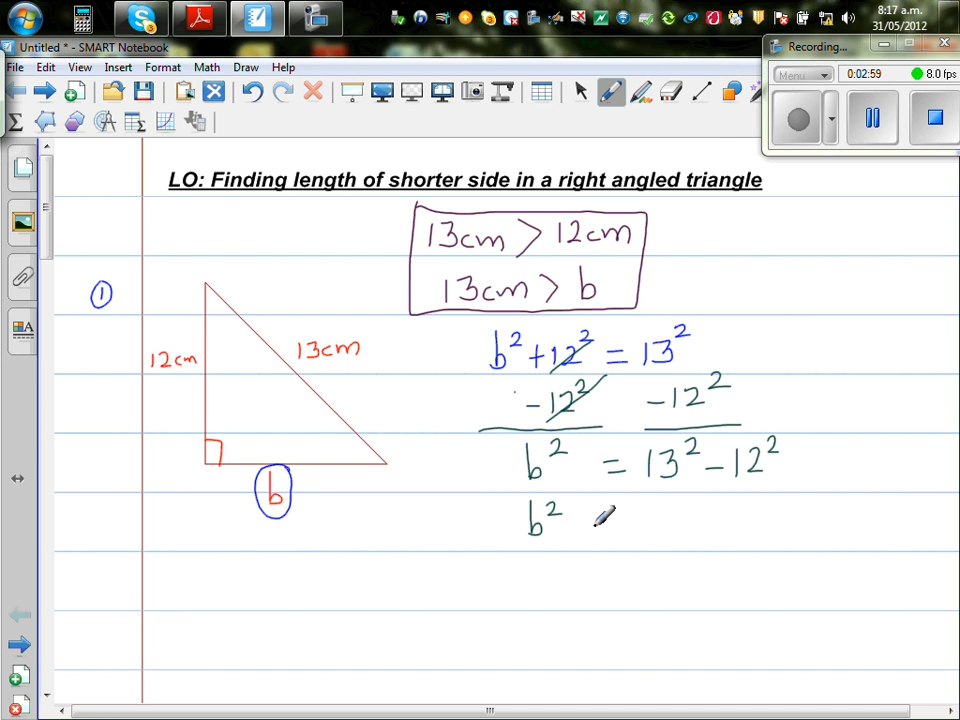 8:17 a.m.
31/05/2012
Untitled * - SMART Notebook
Recording...
File Edit View Insert Format Math Draw Help
Menu
0:02:59
8.0 fps
LO: Finding length of shorter side in a right angled triangle
13cm > 12cm
13cm > b
①
12cm
13cm
b
b² + 12² = 13²
- 12² - 12²
b² = 13² - 12²
b²